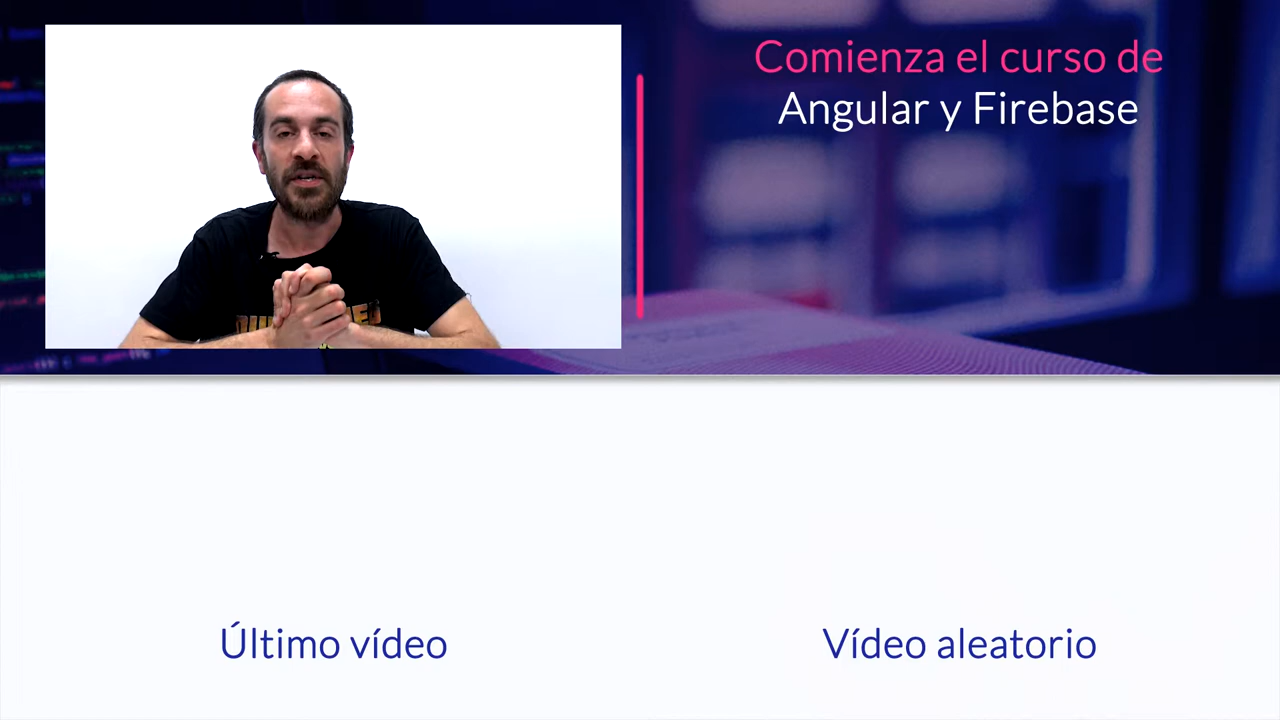 Comienza el curso de
Angular y Firebase
Último vídeo
Vídeo aleatorio